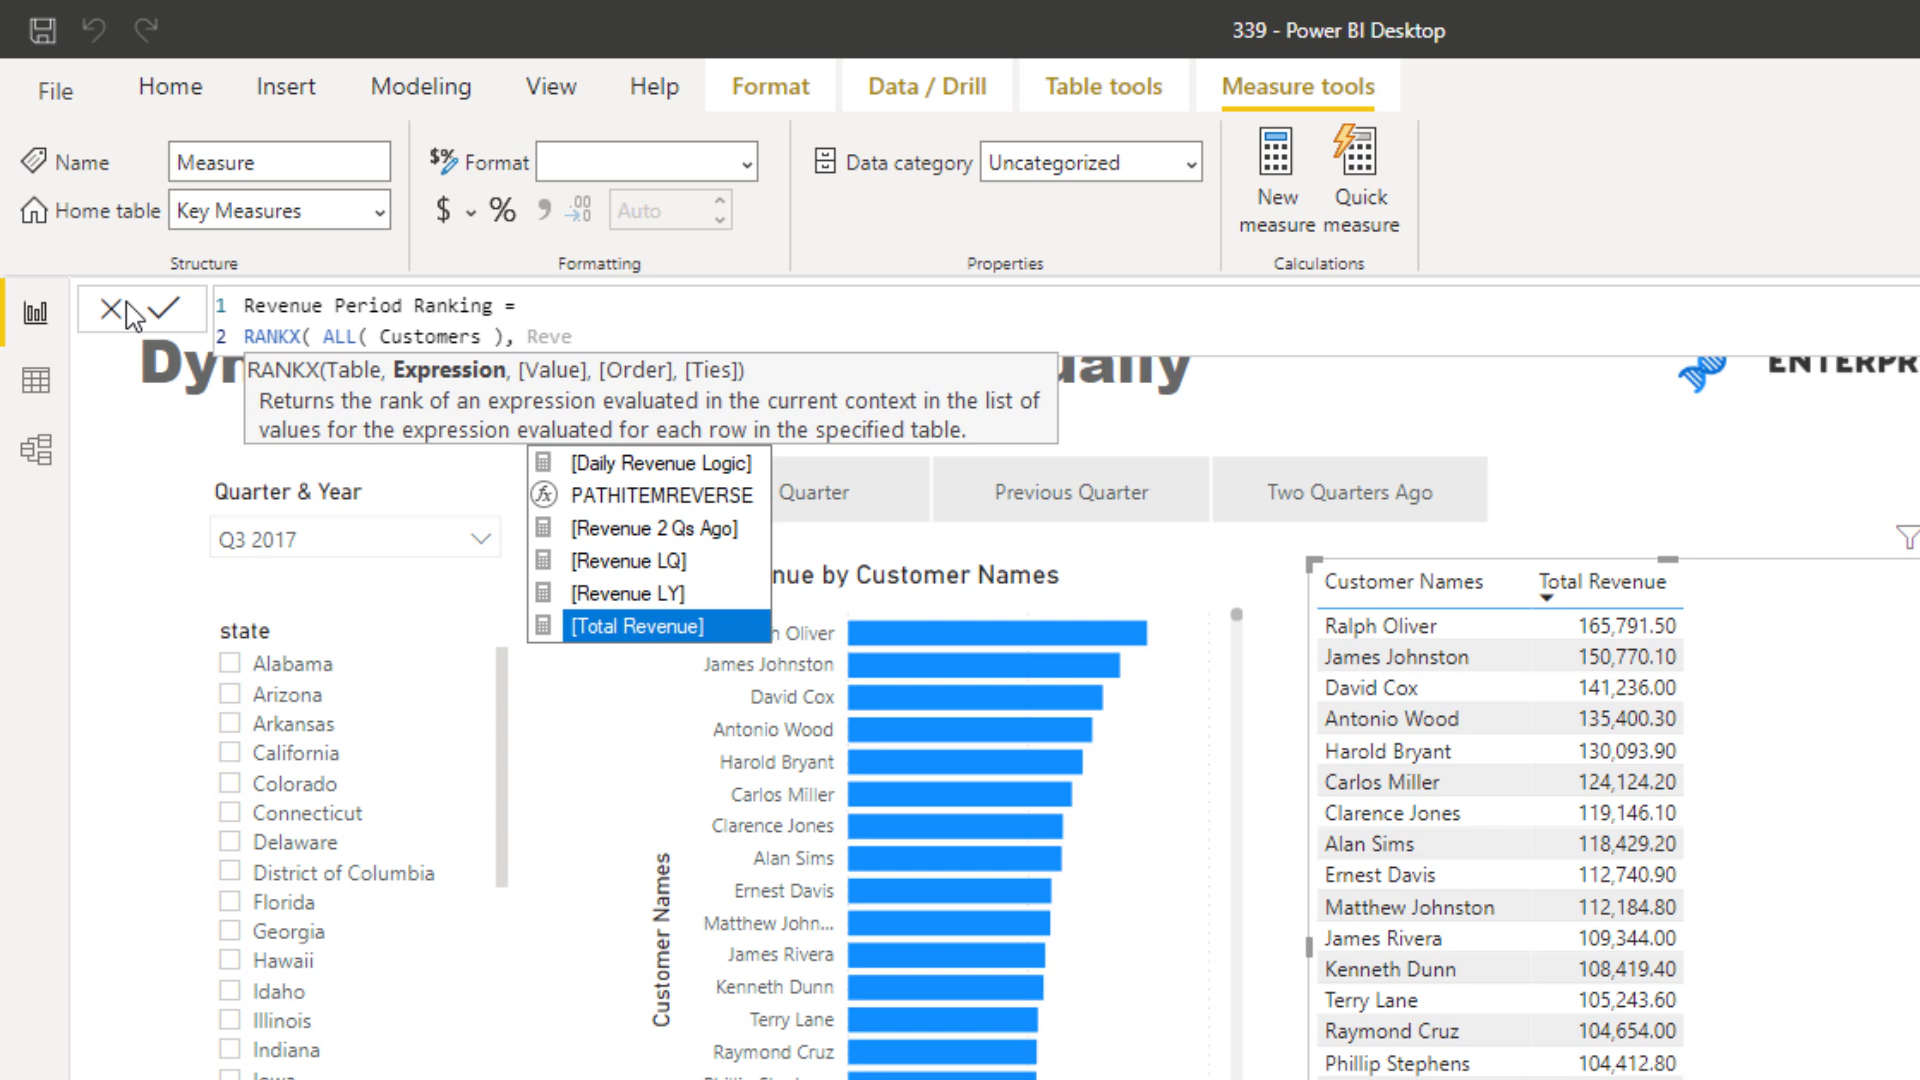 339 - Power BI Desktop
File Home Insert Modeling View Help Format Data / Drill Table tools Measure tools
Name Measure
$% Format
Data category Uncategorized
New measure
Quick measure
Home table Key Measures
$ % 9 .00 Auto
Structure Formatting Properties Calculations
1 Revenue Period Ranking =
2 RANKX( ALL( Customers ), Reve
RANKX(Table, Expression, [Value], [Order], [Ties])
Returns the rank of an expression evaluated in the current context in the list of
values for the expression evaluated for each row in the specified table.
[Daily Revenue Logic]
PATHITEMREVERSE
[Revenue 2 Qs Ago]
[Revenue LQ]
[Revenue LY]
[Total Revenue]
Quarter & Year
Q3 2017
Quarter Previous Quarter Two Quarters Ago
state
Alabama
Arizona
Arkansas
California
Colorado
Connecticut
Delaware
District of Columbia
Florida
Georgia
Hawaii
Idaho
Illinois
Indiana
Iowa
nue by Customer Names
Customer Names
h Oliver
James Johnston
David Cox
Antonio Wood
Harold Bryant
Carlos Miller
Clarence Jones
Alan Sims
Ernest Davis
Matthew John...
James Rivera
Kenneth Dunn
Terry Lane
Raymond Cruz
Customer Names Total Revenue
Ralph Oliver 165,791.50
James Johnston 150,770.10
David Cox 141,236.00
Antonio Wood 135,400.30
Harold Bryant 130,093.90
Carlos Miller 124,124.20
Clarence Jones 119,146.10
Alan Sims 118,429.20
Ernest Davis 112,740.90
Matthew Johnston 112,184.80
James Rivera 109,344.00
Kenneth Dunn 108,419.40
Terry Lane 105,243.60
Raymond Cruz 104,654.00
Phillip Stephens 104,412.80